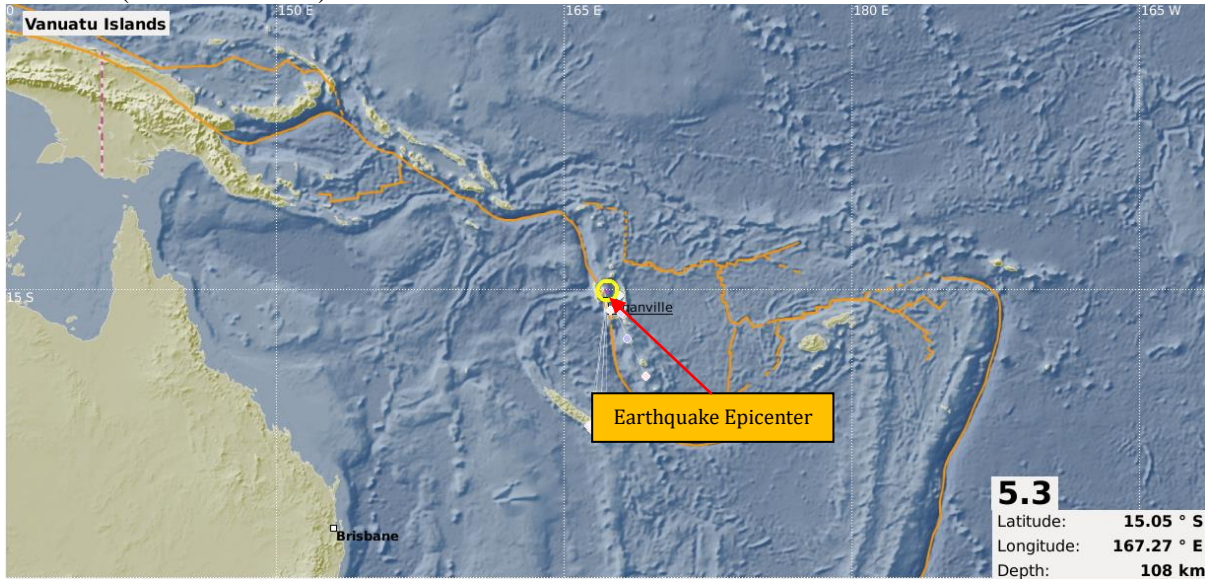 Vanuatu Islands
150 E
165 E
180 E
165 W
15 S
anville
Earthquake Epicenter
Brisbane
5.3
Latitude: 15.05 ° S
Longitude: 167.27 ° E
Depth: 108 km